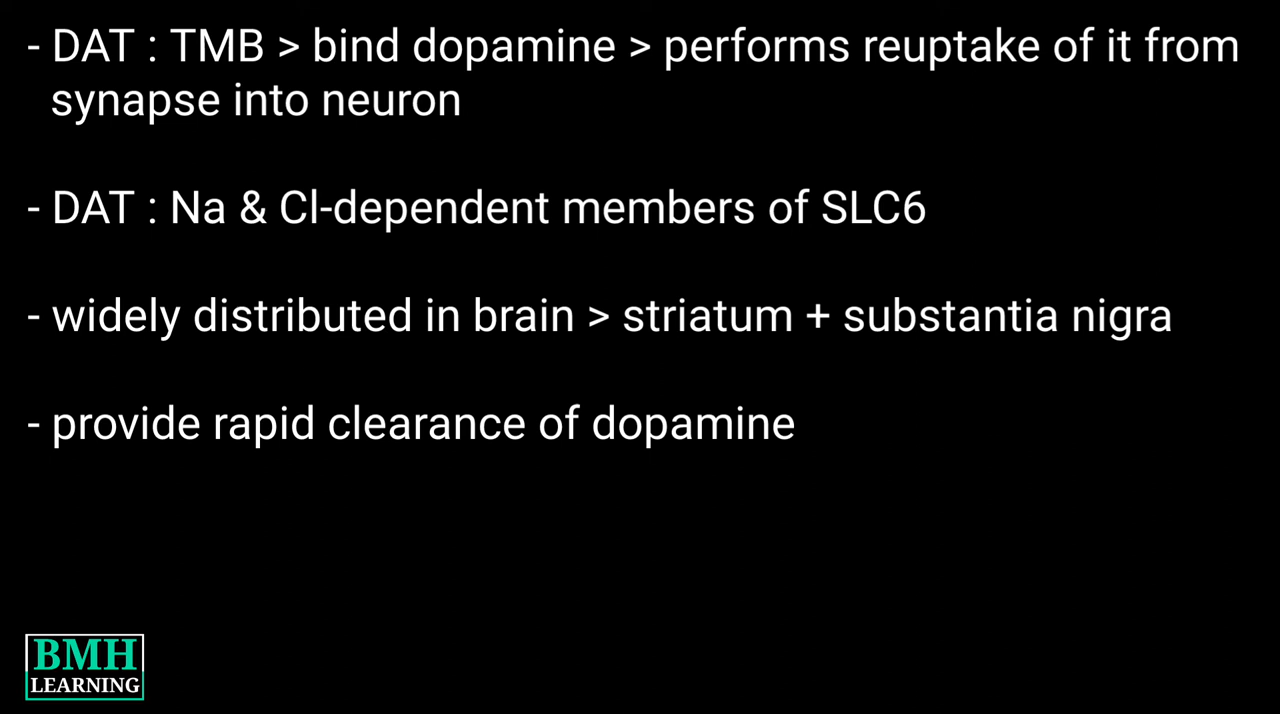 - DAT : TMB > bind dopamine > performs reuptake of it from
synapse into neuron
- DAT : Na & Cl-dependent members of SLC6
- widely distributed in brain > striatum + substantia nigra
- provide rapid clearance of dopamine
BMH
LEARNING